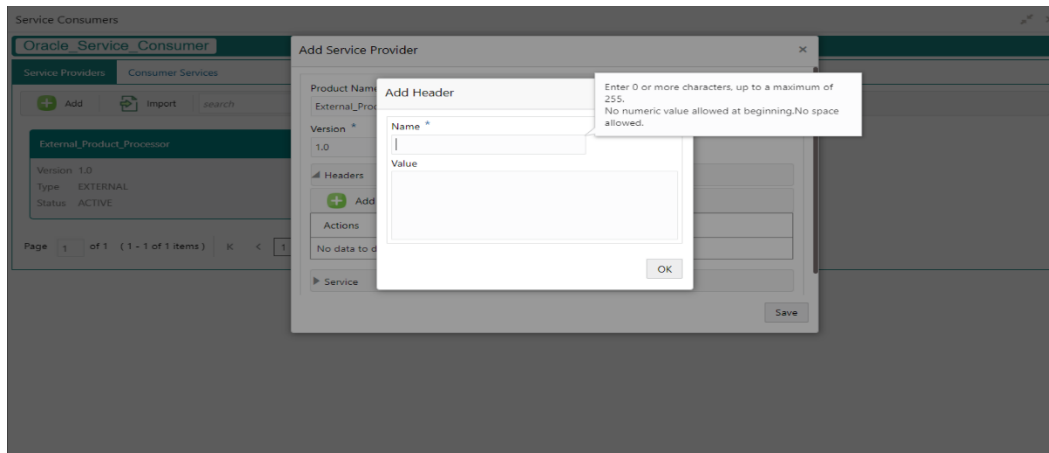 Service Consumers
Oracle_Service_Consumer
Service Providers Consumer Services
Add Import search
External_Product_Processor
Version 1.0
Type EXTERNAL
Status ACTIVE
Page 1 of 1 (1 - 1 of 1 items) K < 1
Add Service Provider ×
Product Name
External_Pro
Version *
1.0
Headers
Add
Actions
No data to d
Service
Save
Add Header
Name *
Value
OK
Enter 0 or more characters, up to a maximum of
255.
No numeric value allowed at beginning.No space
allowed.